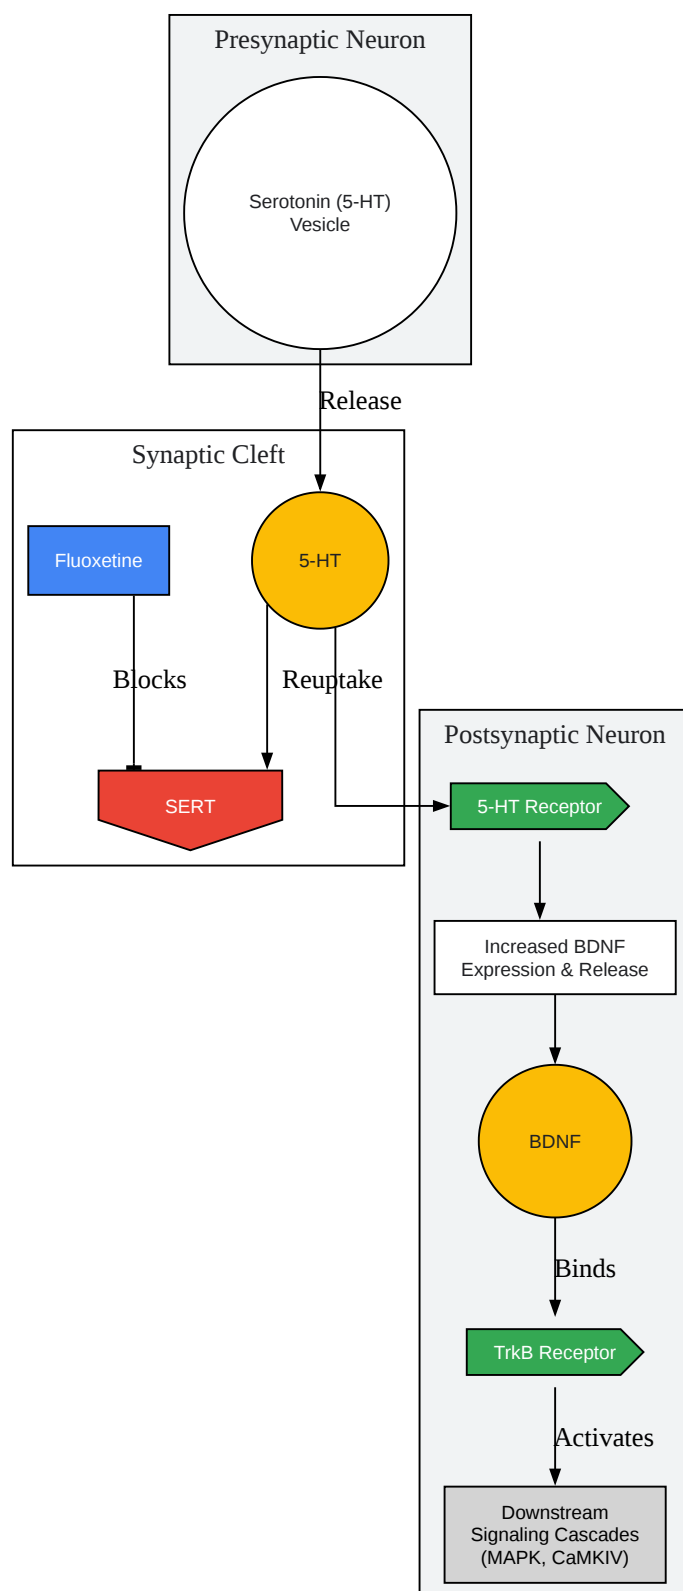 Presynaptic Neuron
Serotonin (5-HT)
Vesicle
Release
Synaptic Cleft
Fluoxetine
5-HT
Blocks
Reuptake
SERT
Postsynaptic Neuron
5-HT Receptor
Increased BDNF
Expression & Release
BDNF
Binds
TrkB Receptor
Activates
Downstream
Signaling Cascades
(MAPK, CaMKIV)